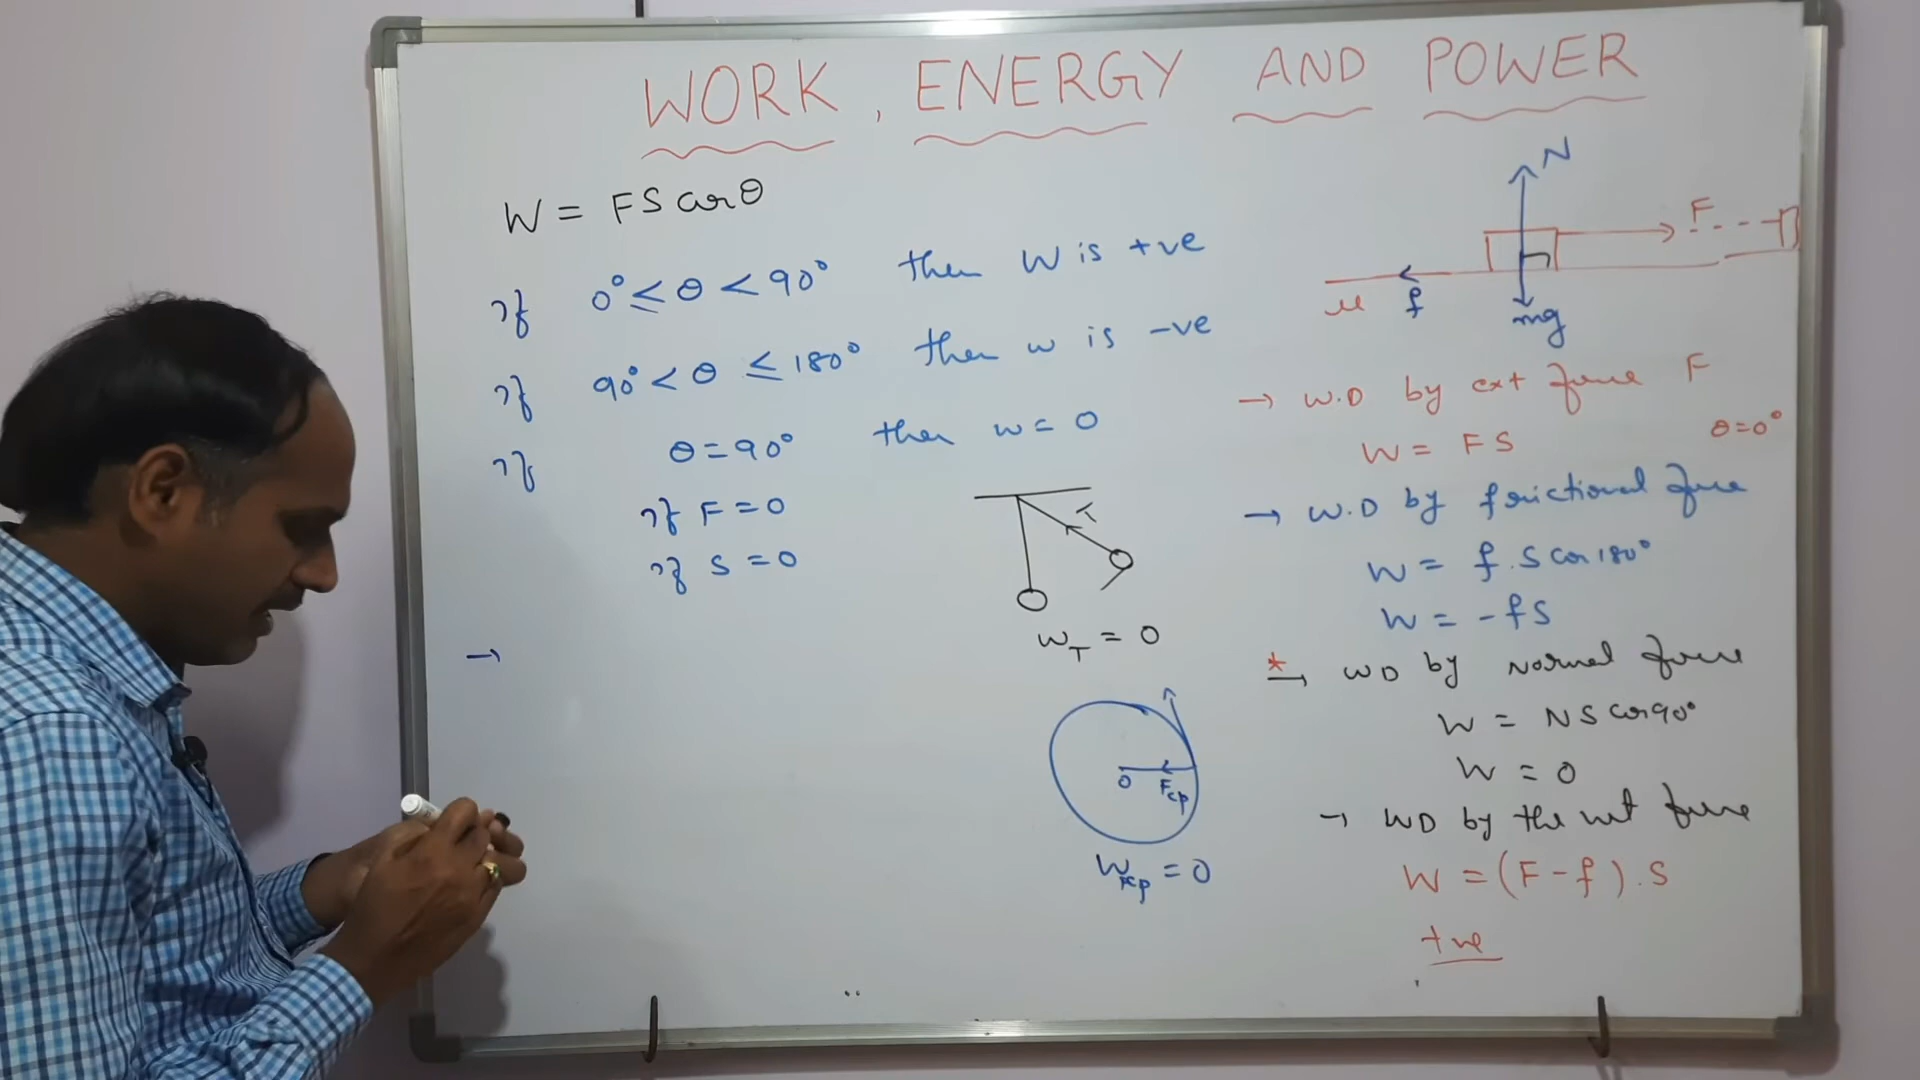 WORK, ENERGY AND POWER
W = FS cosθ
If 0° ≤ θ < 90° then W is +ve
If 90° < θ ≤ 180° then w is -ve
If θ = 90° then w = 0
If F = 0
If S = 0
→
T
W_T = 0
O F_cp
W_Fcp = 0
N
F
μ f
mg
→ W.D by ext force F
W = FS θ=0°
→ W.D by frictional force
W = f.S cos 180°
W = -fS
* → WD by Normal force
W = NS cos90°
W = 0
→ WD by the net force
W = (F-f).S
+ve